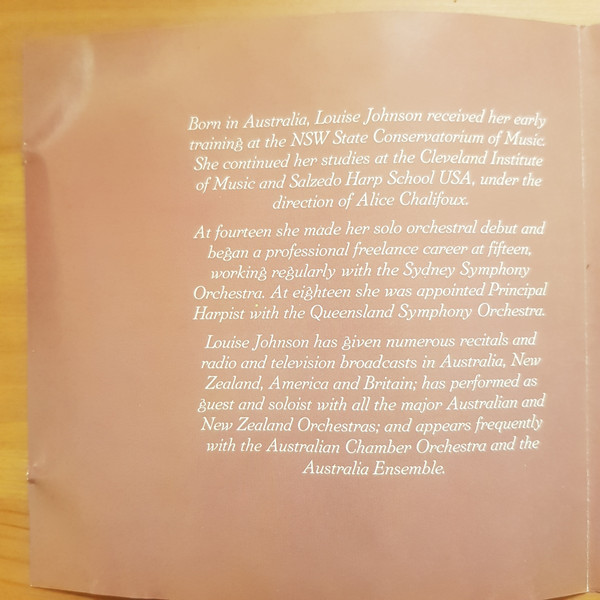 Born in Australia, Louise Johnson received her early
training at the NSW State Conservatorium of Music.
She continued her studies at the Cleveland Institute
of Music and Salzedo Harp School USA, under the
direction of Alice Chalifoux.
At fourteen she made her solo orchestral debut and
began a professional freelance career at fifteen,
working regularly with the Sydney Symphony
Orchestra. At eighteen she was appointed Principal
Harpist with the Queensland Symphony Orchestra.
Louise Johnson has given numerous recitals and
radio and television broadcasts in Australia, New
Zealand, America and Britain; has performed as
guest and soloist with all the major Australian and
New Zealand Orchestras; and appears frequently
with the Australian Chamber Orchestra and the
Australia Ensemble.